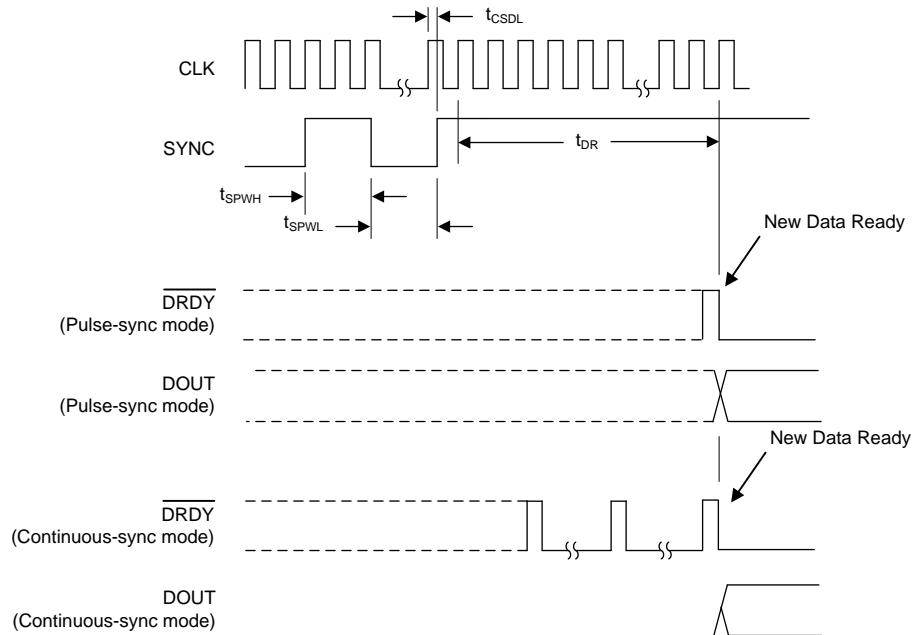 tCSDL
CLK
SYNC
tDR
tSPWH
tSPWL
New Data Ready
DRDY
(Pulse-sync mode)
DOUT
(Pulse-sync mode)
New Data Ready
DRDY
(Continuous-sync mode)
DOUT
(Continuous-sync mode)